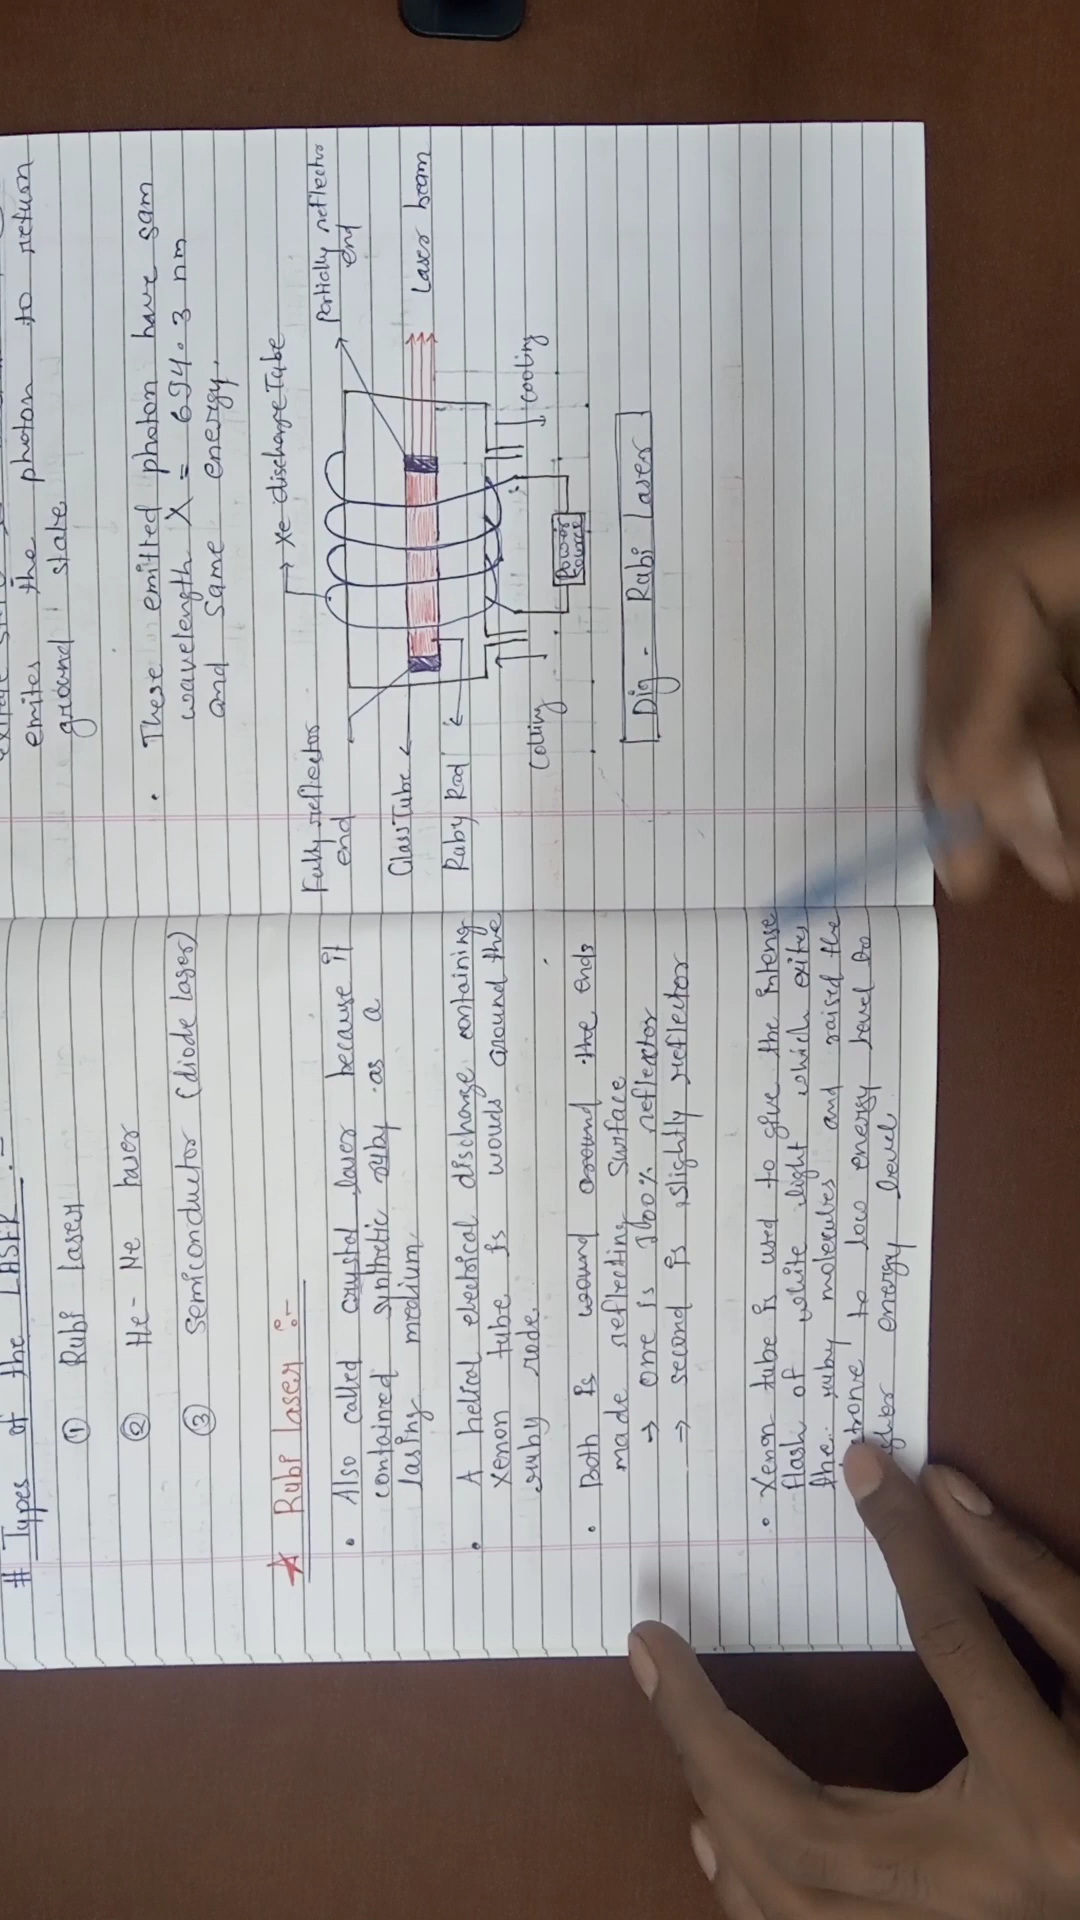 # Types of the LASER :-
① Rubi laser
② He - Ne laser
③ Semiconductor (diode laser)
★ Rubi laser :-
• Also called crystal laser because it
contained synthetic ruby as a
lasing medium
• A helical electrical discharge containing
xenon tube is wouds around the
ruby rode
• Both is wound around the ends
made reflecting surface
→ one is 100% reflector
→ second is slightly reflector
• Xenon tube is used to give the intense
flash of white light which exites
the ruby molecules and raised the
to low energy level to
energy level
emites the photon to return
ground state
• These emitted photon have sam
wavelength λ = 694.3 nm
and same energy.
Fully reflector
end
→ Xe discharge Tube
Partially reflector
end
Glass Tube
Ruby Rod
Laser beam
Colling
cooling
Power
source
Dig - Rubi laser